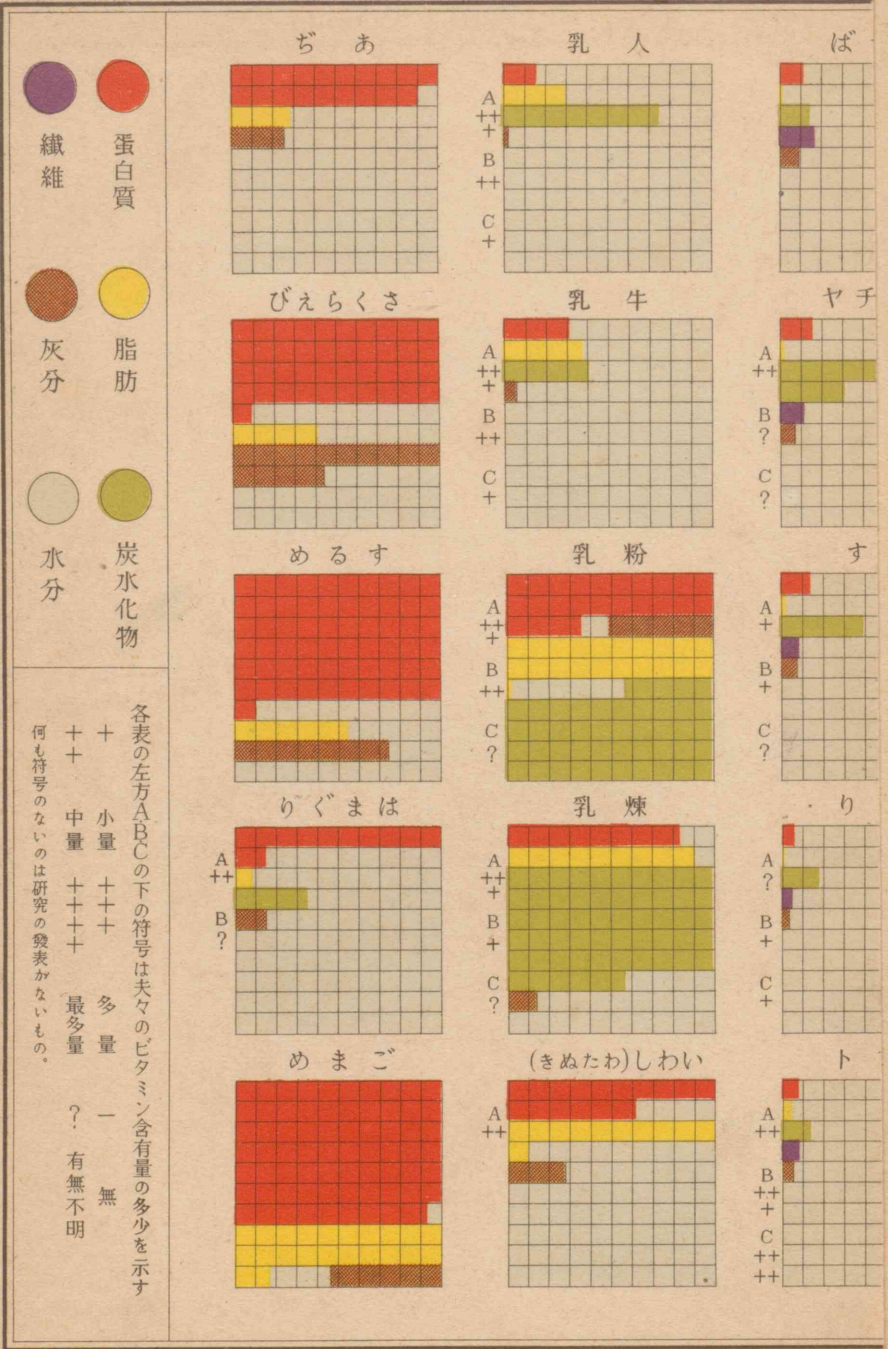 ば
チヤ
A ++
B ?
C ?
す
A +
B +
C ?
り
A ?
B +
C +
ト
A ++
B +++
C ++++
人乳
A +++
B ++
C +
牛乳
A +++
B ++
C +
粉乳
A +++
B ++
C ?
煉乳
A +++
B +
C ?
いわし(わたぬき)
A ++
あぢ
さくらえび
するめ
はまぐり
A ++
B ?
ごまめ
蛋白質
脂肪
炭水化物
纖維
灰分
水分
各表の左方ABCの下の符号は夫々のビタミン含有量の多少を示す
+ 小量 +++ 多量 — 無
++ 中量 ++++ 最多量 ? 有無不明
何も符号のないのは研究の發表がないもの。